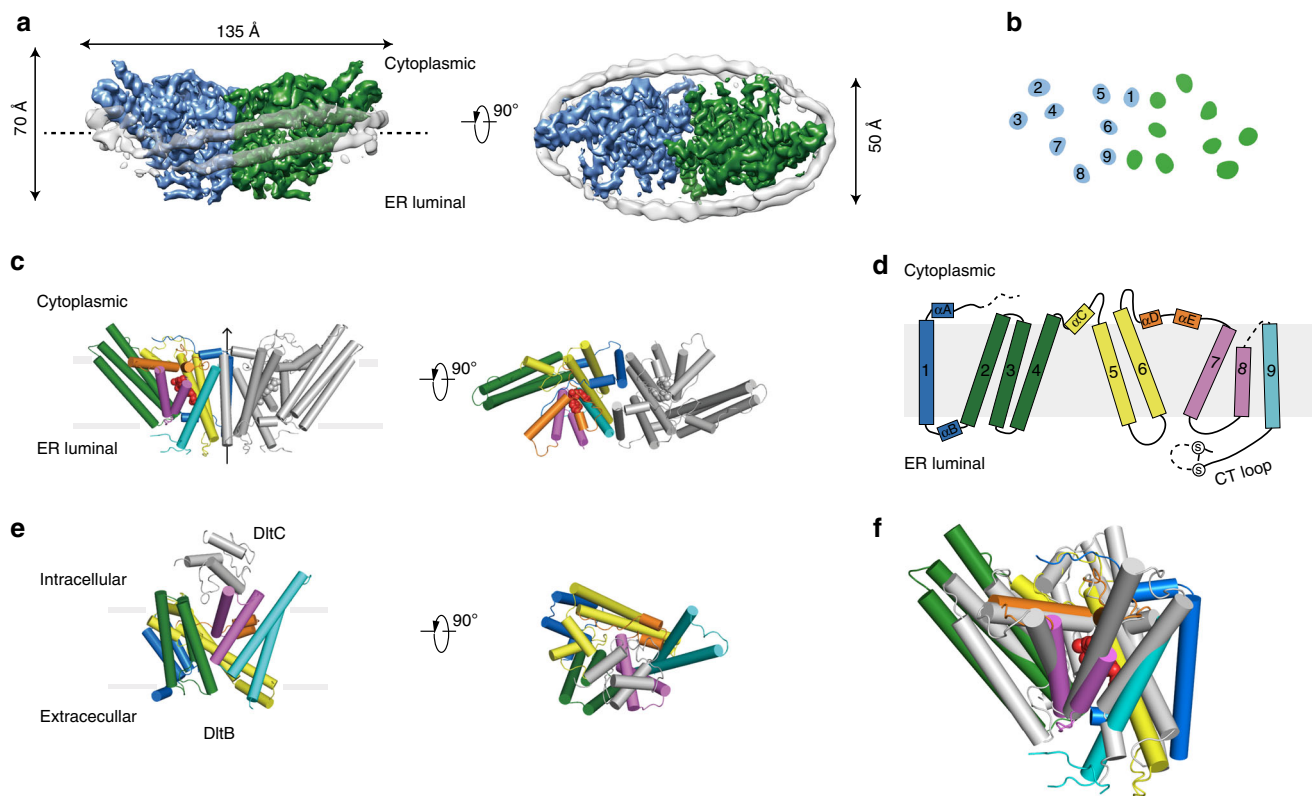 a
135 Å
Cytoplasmic
70 Å
90°
50 Å
ER luminal
b
2
5
1
3
4
6
7
9
8
c
Cytoplasmic
90°
ER luminal
d
Cytoplasmic
αA
αC
αD
αE
1
2
3
4
5
6
7
8
9
αB
S
S
ER luminal
CT loop
e
DltC
Intracellular
90°
Extracecullar
DltB
f